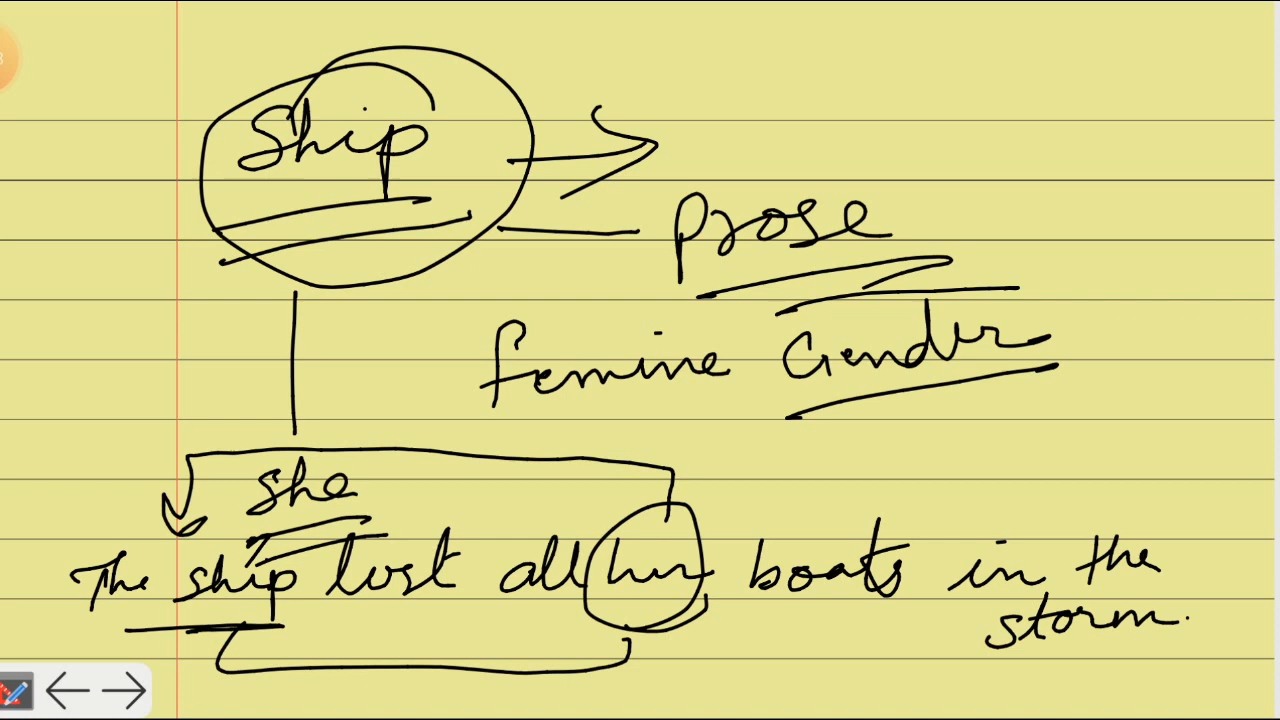 Ship
Prose
femine Gender
she
The ship lost all her boats in the
storm.